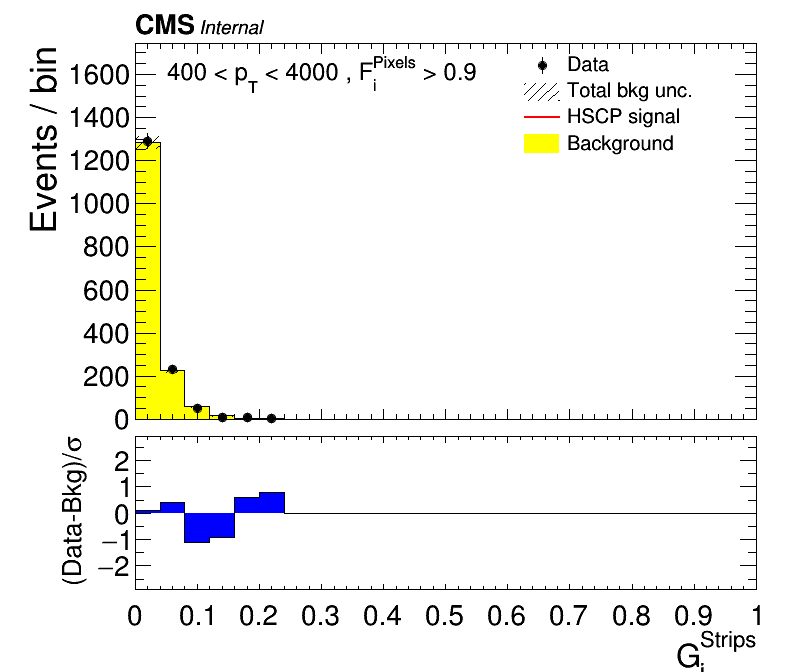 CMS Internal
400 < p_T < 4000 , F_i^Pixels > 0.9
Data
Total bkg unc.
HSCP signal
Background
Events / bin
1600
1400
1200
1000
800
600
400
200
0
(Data-Bkg)/σ
2
1
0
−1
−2
0 0.1 0.2 0.3 0.4 0.5 0.6 0.7 0.8 0.9 1
G_i^Strips